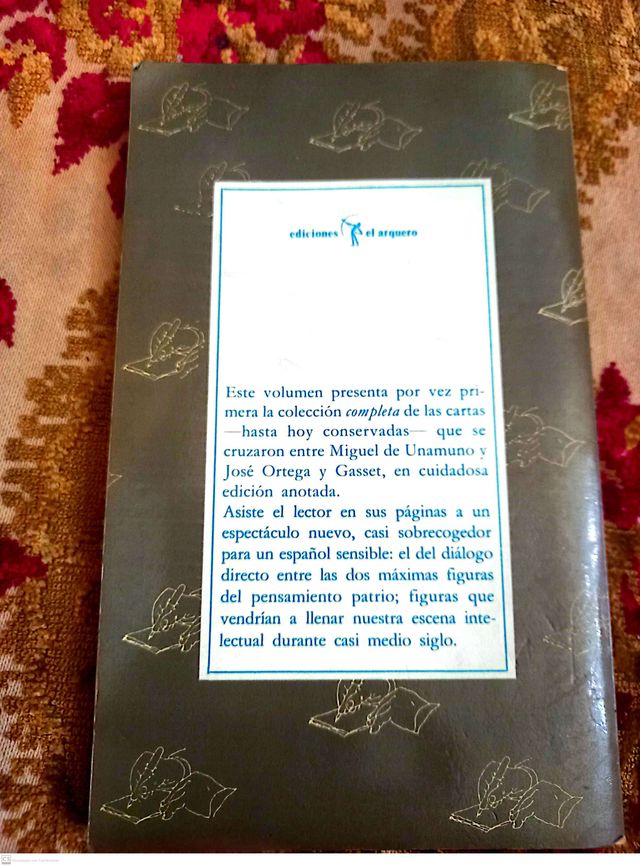 ediciones el arquero
Este volumen presenta por vez pri-
mera la colección completa de las cartas
—hasta hoy conservadas— que se
cruzaron entre Miguel de Unamuno y
José Ortega y Gasset, en cuidadosa
edición anotada.
Asiste el lector en sus páginas a un
espectáculo nuevo, casi sobrecogedor
para un español sensible: el del diálogo
directo entre las dos máximas figuras
del pensamiento patrio; figuras que
vendrían a llenar nuestra escena inte-
lectual durante casi medio siglo.
CS